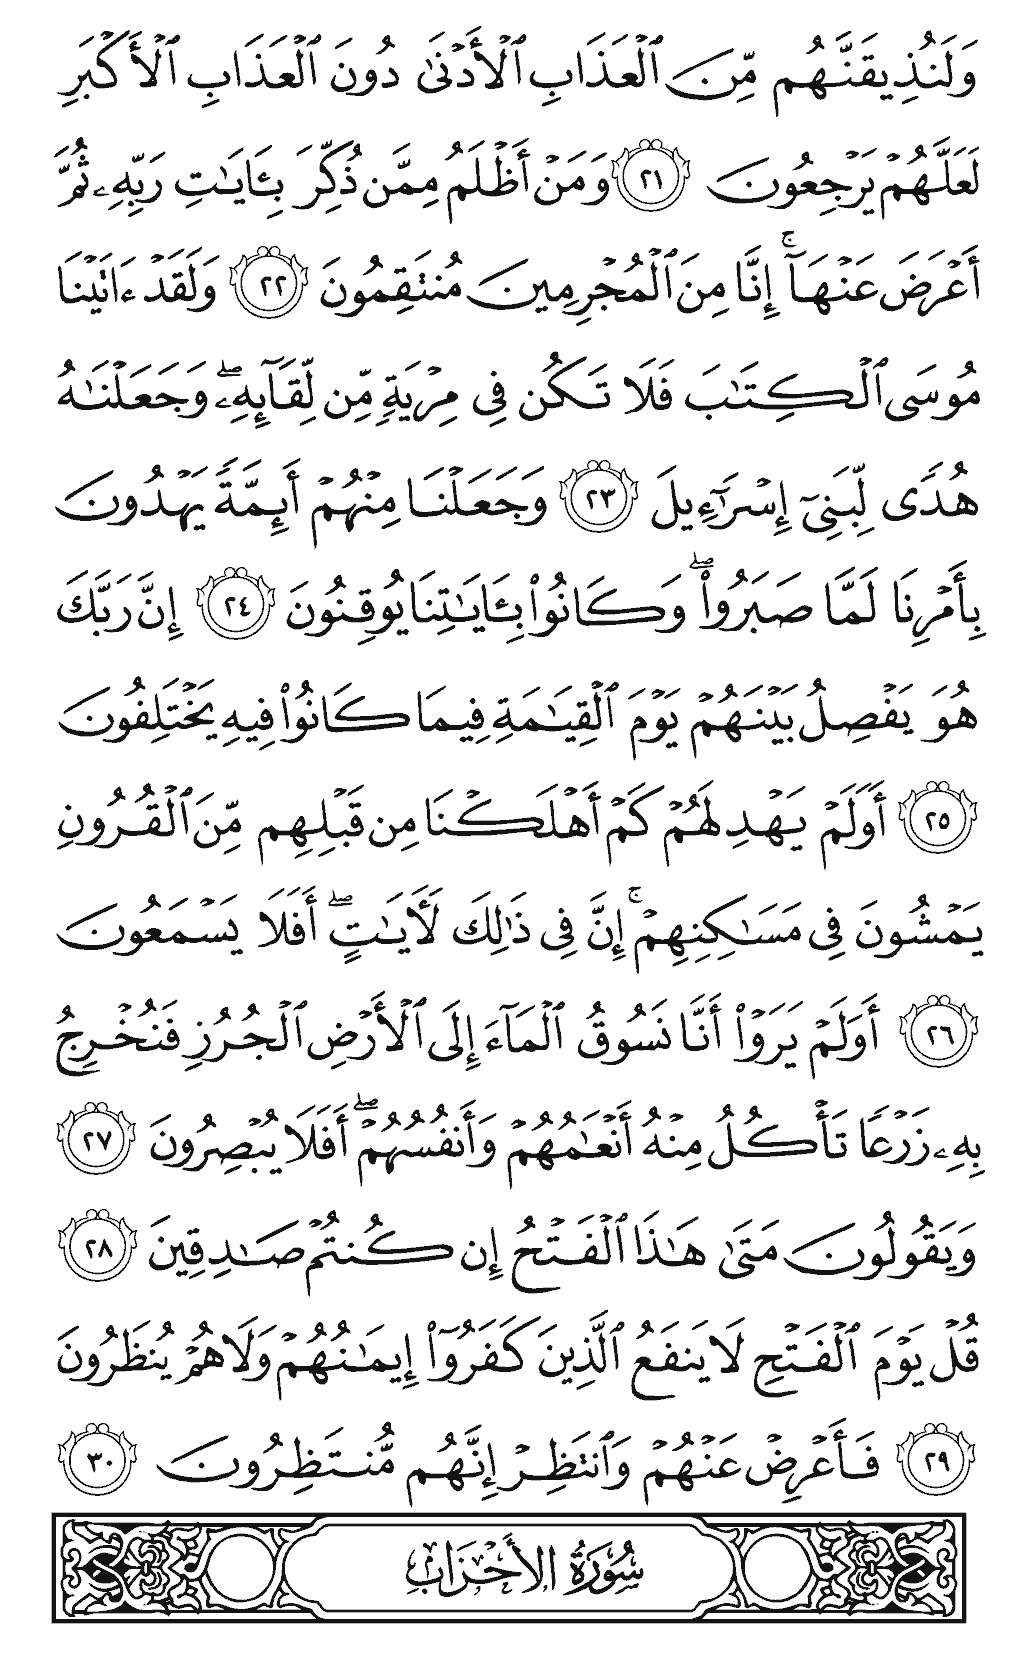 وَلَنُذِيقَنَّهُم مِّنَ ٱلْعَذَابِ ٱلْأَدْنَىٰ دُونَ ٱلْعَذَابِ ٱلْأَكْبَرِ
لَعَلَّهُمْ يَرْجِعُونَ ٢١ وَمَنْ أَظْلَمُ مِمَّن ذُكِّرَ بِـَٔايَـٰتِ رَبِّهِۦ ثُمَّ
أَعْرَضَ عَنْهَآ ۚ إِنَّا مِنَ ٱلْمُجْرِمِينَ مُنتَقِمُونَ ٢٢ وَلَقَدْ ءَاتَيْنَا
مُوسَى ٱلْكِتَـٰبَ فَلَا تَكُن فِى مِرْيَةٍ مِّن لِّقَآئِهِۦ ۖ وَجَعَلْنَـٰهُ
هُدًى لِّبَنِىٓ إِسْرَٰٓءِيلَ ٢٣ وَجَعَلْنَا مِنْهُمْ أَئِمَّةً يَهْدُونَ
بِأَمْرِنَا لَمَّا صَبَرُوا۟ ۖ وَكَانُوا۟ بِـَٔايَـٰتِنَا يُوقِنُونَ ٢٤ إِنَّ رَبَّكَ
هُوَ يَفْصِلُ بَيْنَهُمْ يَوْمَ ٱلْقِيَـٰمَةِ فِيمَا كَانُوا۟ فِيهِ يَخْتَلِفُونَ
٢٥ أَوَلَمْ يَهْدِ لَهُمْ كَمْ أَهْلَكْنَا مِن قَبْلِهِم مِّنَ ٱلْقُرُونِ
يَمْشُونَ فِى مَسَـٰكِنِهِمْ ۚ إِنَّ فِى ذَٰلِكَ لَـَٔايَـٰتٍ ۖ أَفَلَا يَسْمَعُونَ
٢٦ أَوَلَمْ يَرَوْا۟ أَنَّا نَسُوقُ ٱلْمَآءَ إِلَى ٱلْأَرْضِ ٱلْجُرُزِ فَنُخْرِجُ
بِهِۦ زَرْعًا تَأْكُلُ مِنْهُ أَنْعَـٰمُهُمْ وَأَنفُسُهُمْ ۖ أَفَلَا يُبْصِرُونَ ٢٧
وَيَقُولُونَ مَتَىٰ هَـٰذَا ٱلْفَتْحُ إِن كُنتُمْ صَـٰدِقِينَ ٢٨
قُلْ يَوْمَ ٱلْفَتْحِ لَا يَنفَعُ ٱلَّذِينَ كَفَرُوٓا۟ إِيمَـٰنُهُمْ وَلَا هُمْ يُنظَرُونَ
٢٩ فَأَعْرِضْ عَنْهُمْ وَٱنتَظِرْ إِنَّهُم مُّنتَظِرُونَ ٣٠
سُورَةُ الأَحْزَابِ